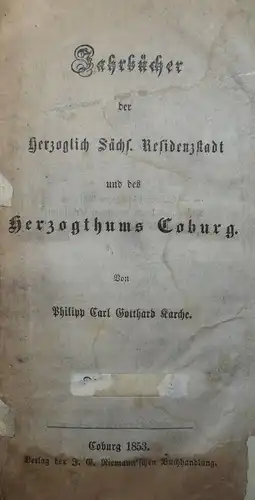 Jahrbücher
der
Herzoglich Sächs. Residenzstadt
und des
Herzogthums Coburg.
Von
Philipp Carl Gotthard Karche.
Coburg 1853.
Verlag der J. G. Riemann'schen Buchhandlung.